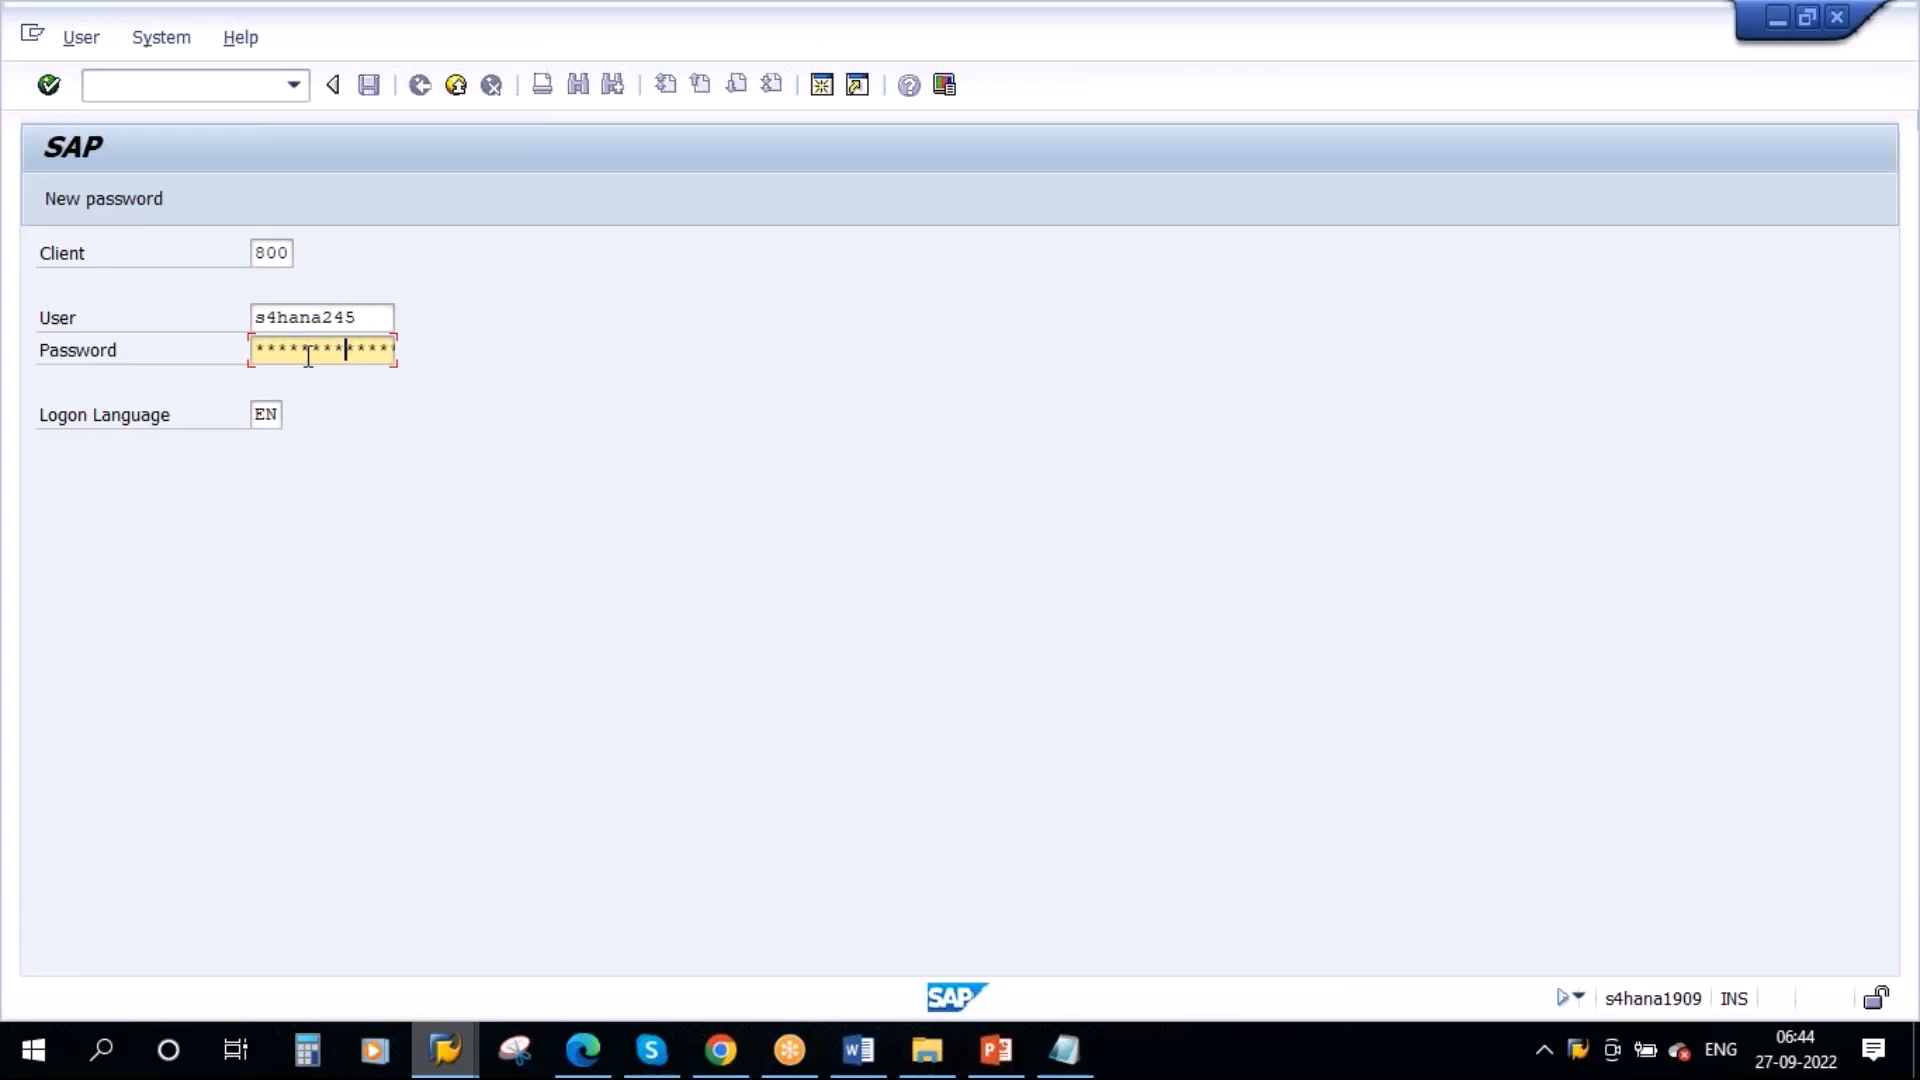 User System Help
SAP
New password
Client 800
User s4hana245
Password *************
Logon Language EN
SAP
s4hana1909 INS
06:44
ENG
27-09-2022